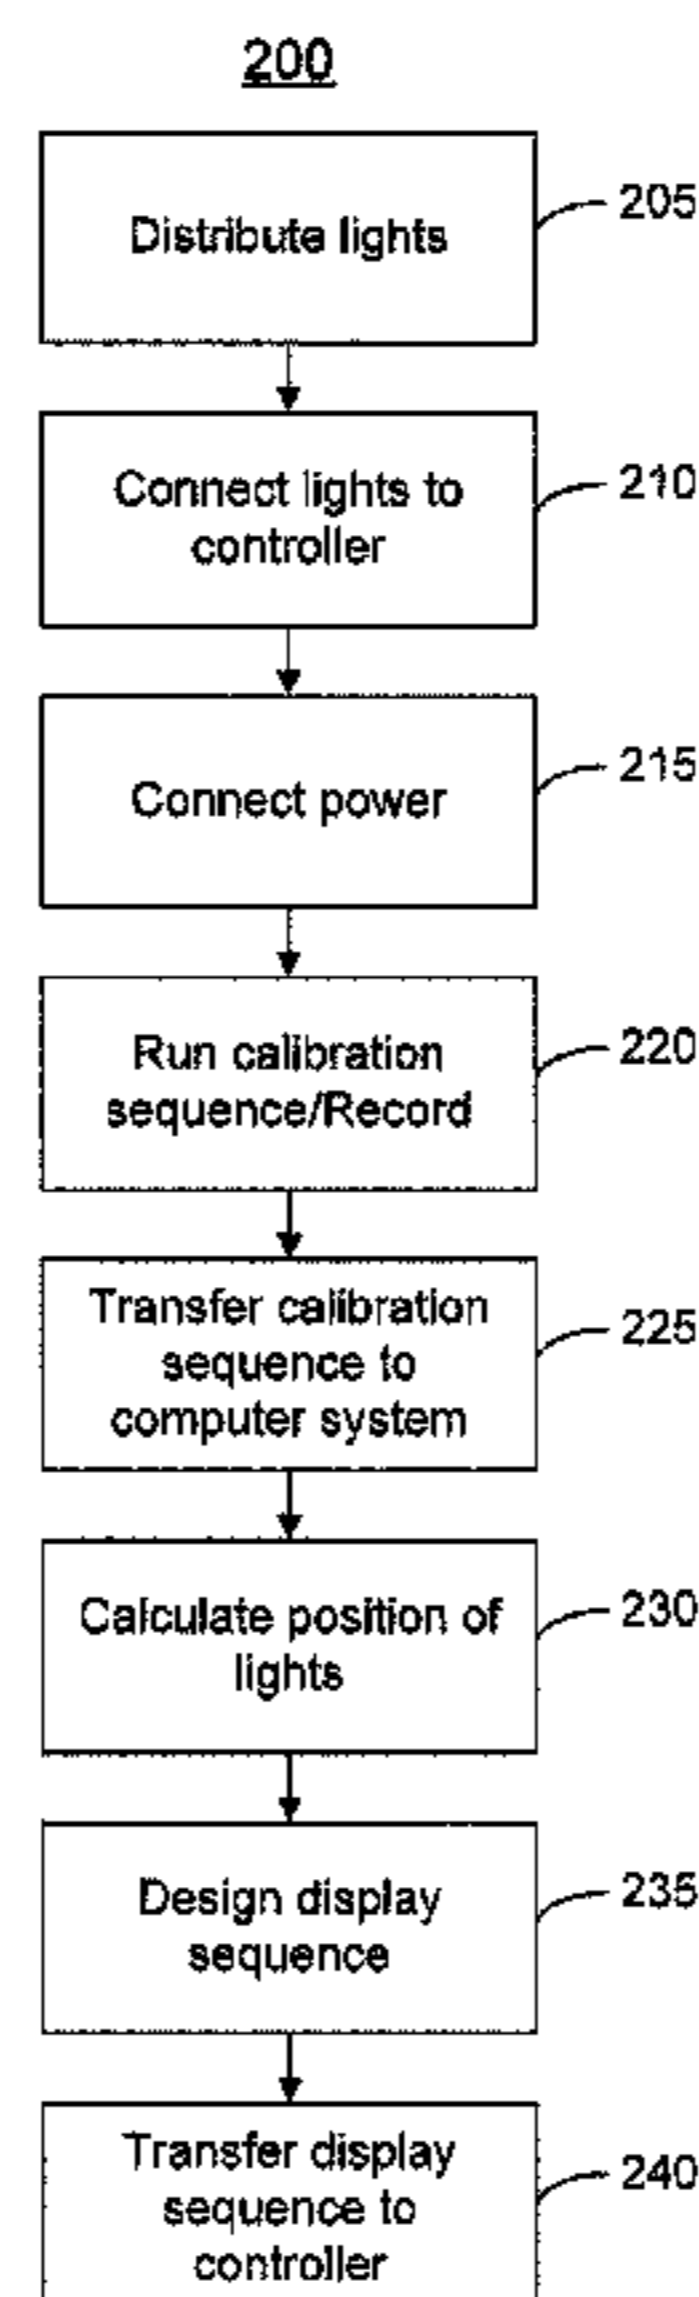 200
Distribute lights
205
Connect lights to
controller
210
Connect power
215
Run calibration
sequence/Record
220
Transfer calibration
sequence to
computer system
225
Calculate position of
lights
230
Design display
sequence
235
Transfer display
sequence to
controller
240